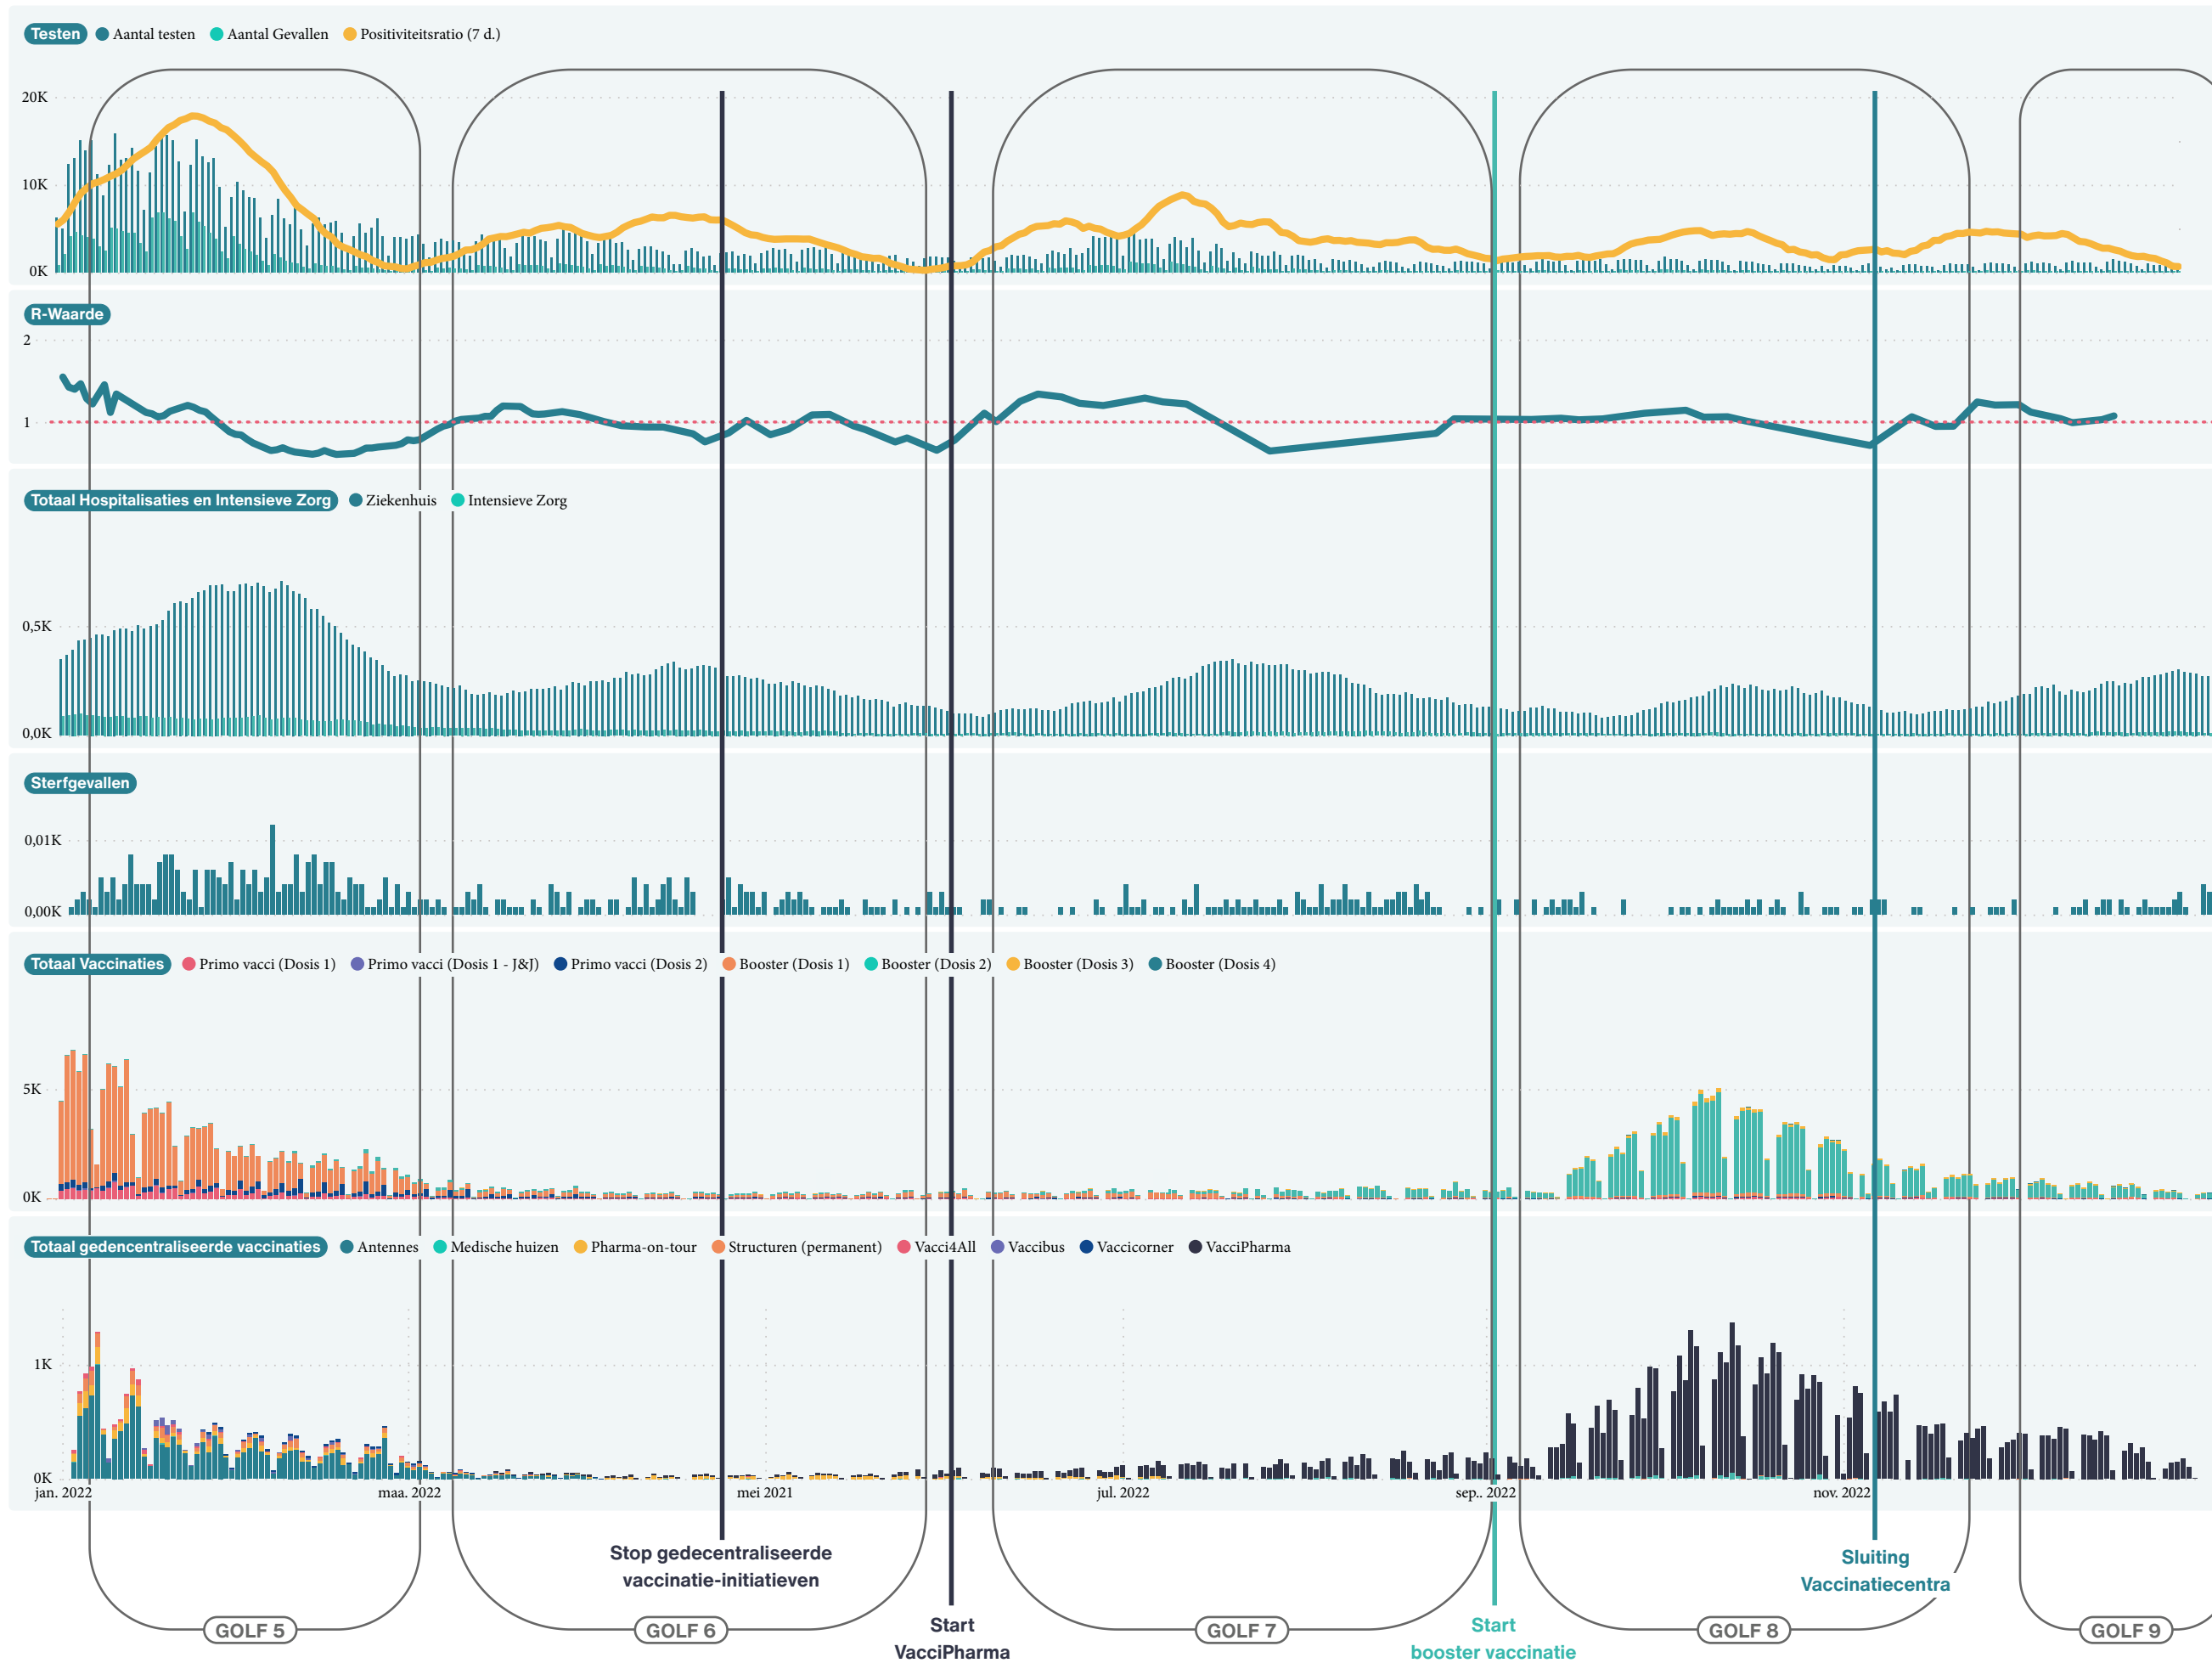 Testen Aantal testen Aantal Gevallen Positiviteitsratio (7 d.)
20K
10K
0K
R-Waarde
2
1
Totaal Hospitalisaties en Intensieve Zorg Ziekenhuis Intensieve Zorg
0,5K
0,0K
Sterfgevallen
0,01K
0,00K
Totaal Vaccinaties Primo vacci (Dosis 1) Primo vacci (Dosis 1 - J&J) Primo vacci (Dosis 2) Booster (Dosis 1) Booster (Dosis 2) Booster (Dosis 3) Booster (Dosis 4)
5K
0K
Totaal gedencentraliseerde vaccinaties Antennes Medische huizen Pharma-on-tour Structuren (permanent) Vacci4All Vaccibus Vaccicorner VacciPharma
1K
0K
jan. 2022 maa. 2022 mei 2021 jul. 2022 sep.. 2022 nov. 2022
Stop gedecentraliseerde
vaccinatie-initiatieven
Sluiting
Vaccinatiecentra
Start
VacciPharma
Start
booster vaccinatie
GOLF 5 GOLF 6 GOLF 7 GOLF 8 GOLF 9